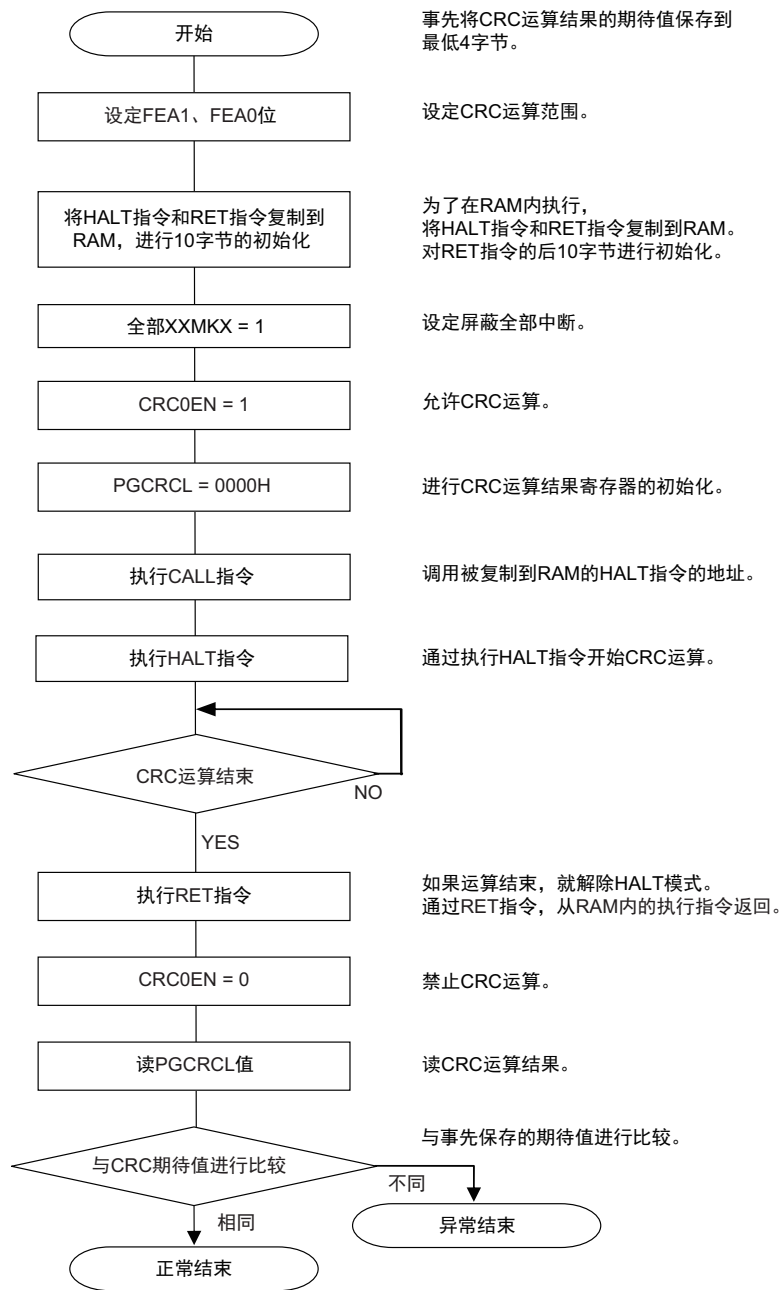 开始
事先将CRC运算结果的期待值保存到
最低4字节。
设定FEA1、FEA0位
设定CRC运算范围。
将HALT指令和RET指令复制到
RAM，进行10字节的初始化
为了在RAM内执行，
将HALT指令和RET指令复制到RAM。
对RET指令的后10字节进行初始化。
全部XXMKX = 1
设定屏蔽全部中断。
CRC0EN = 1
允许CRC运算。
PGCRCL = 0000H
进行CRC运算结果寄存器的初始化。
执行CALL指令
调用被复制到RAM的HALT指令的地址。
执行HALT指令
通过执行HALT指令开始CRC运算。
CRC运算结束
NO
YES
执行RET指令
如果运算结束，就解除HALT模式。
通过RET指令，从RAM内的执行指令返回。
CRC0EN = 0
禁止CRC运算。
读PGCRCL值
读CRC运算结果。
与CRC期待值进行比较
与事先保存的期待值进行比较。
不同
相同
异常结束
正常结束